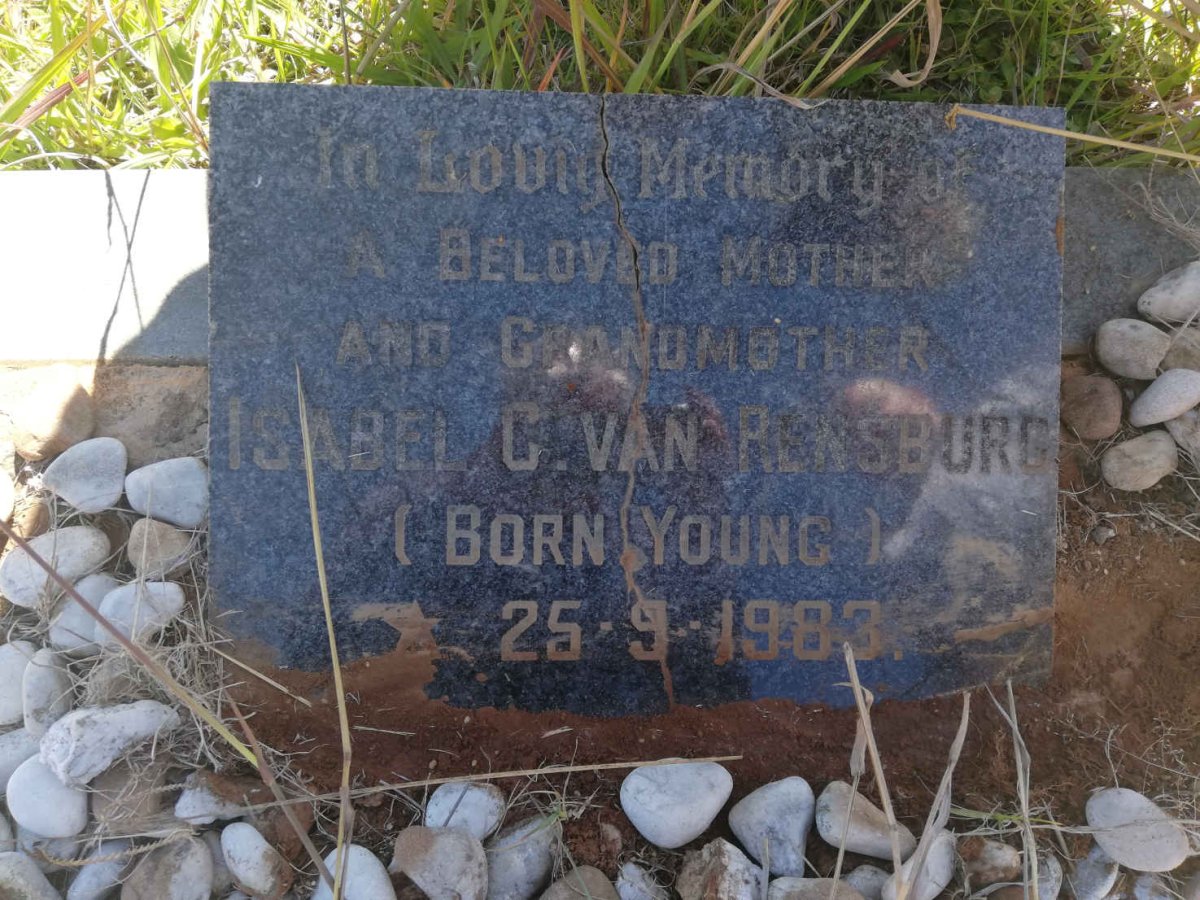 In Loving Memory of
A BELOVED MOTHER
AND GRANDMOTHER
ISABEL C. VAN RENSBURG
( BORN YOUNG )
25·9·1983.